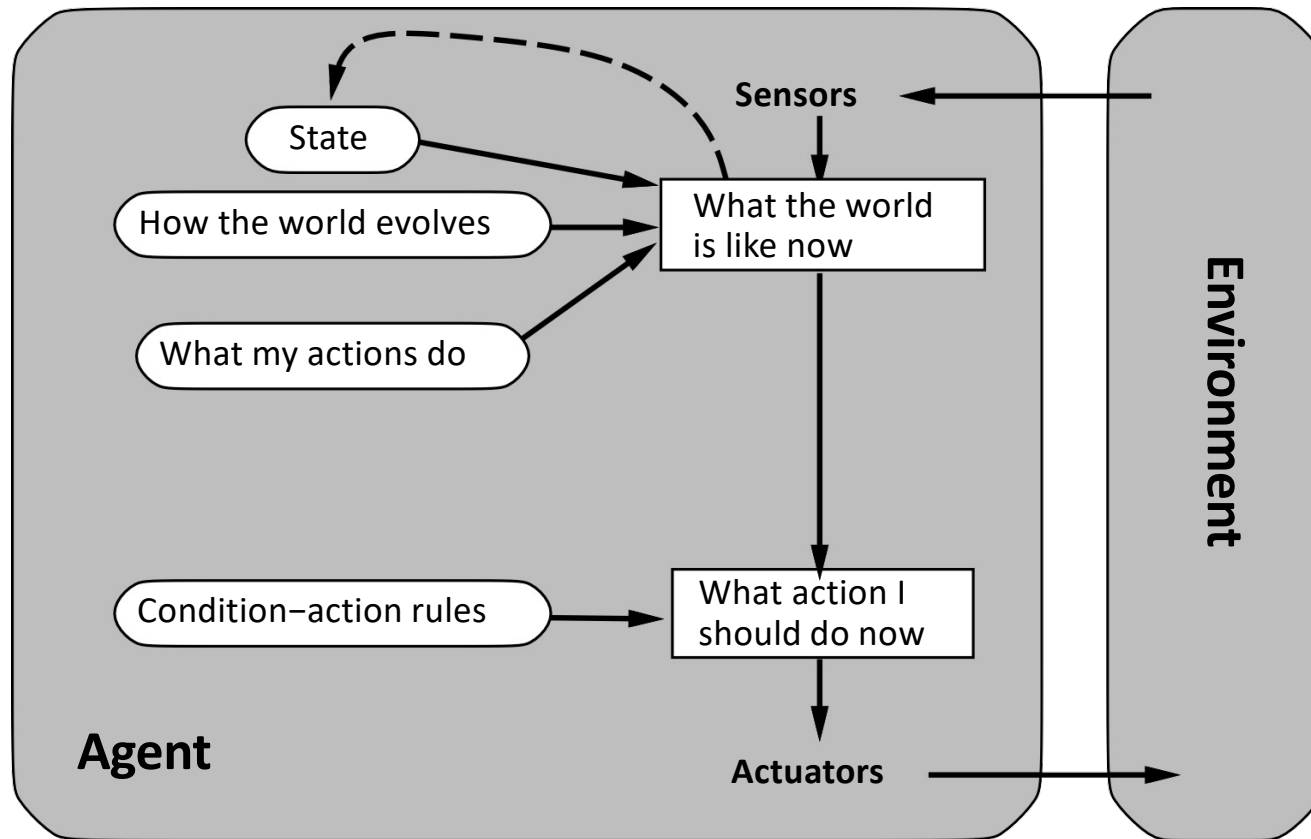 Sensors
State
What the world
is like now
How the world evolves
What my actions do
Environment
Condition−action rules
What action I
should do now
Agent
Actuators